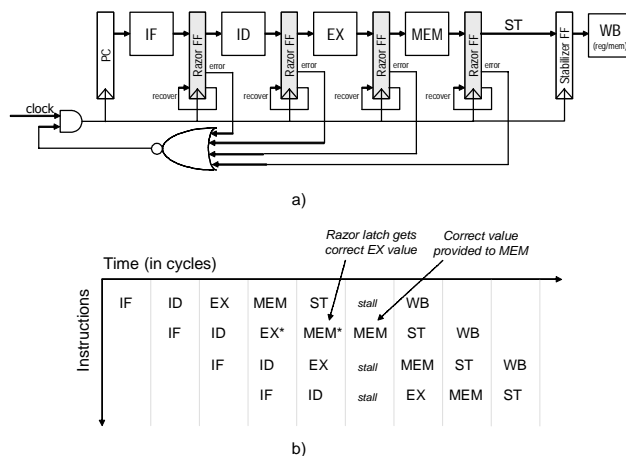 PC
IF
Razor FF
ID
Razor FF
EX
Razor FF
MEM
Razor FF
ST
Stabilizer FF
WB
(reg/mem)
error
error
error
error
recover
recover
recover
recover
clock
a)
Razor latch gets
correct EX value
Correct value
provided to MEM
Time (in cycles)
Instructions
IF ID EX MEM ST stall WB
IF ID EX* MEM* MEM ST WB
IF ID EX stall MEM ST WB
IF ID stall EX MEM ST
b)